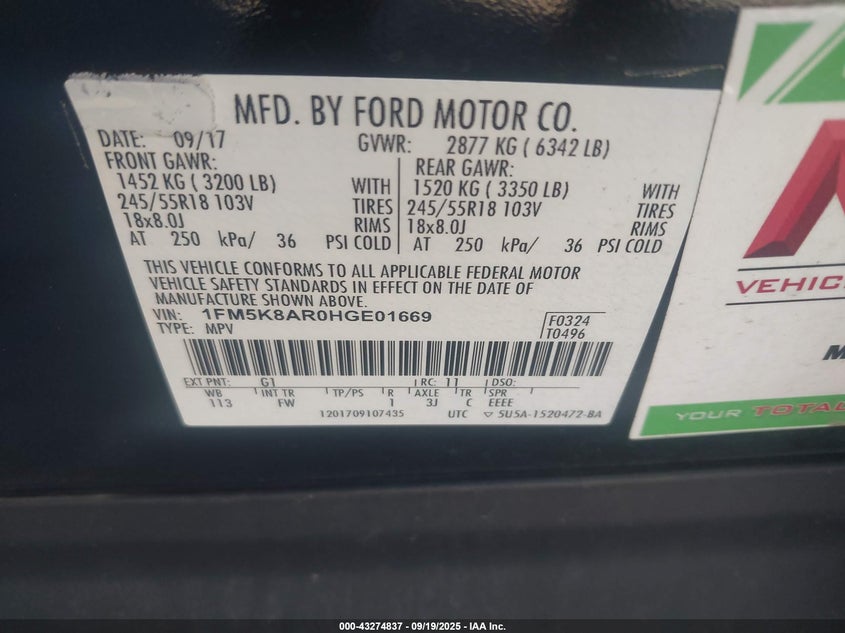 MFD. BY FORD MOTOR CO.
DATE: 09/17 GVWR: 2877 KG ( 6342 LB)
FRONT GAWR: REAR GAWR:
1452 KG ( 3200 LB) WITH 1520 KG ( 3350 LB) WITH
245/55R18 103V TIRES 245/55R18 103V TIRES
18x8.0J RIMS 18x8.0J RIMS
AT 250 kPa/ 36 PSI COLD AT 250 kPa/ 36 PSI COLD
THIS VEHICLE CONFORMS TO ALL APPLICABLE FEDERAL MOTOR
VEHICLE SAFETY STANDARDS IN EFFECT ON THE DATE OF
MANUFACTURE SHOWN ABOVE.
VIN: 1FM5K8AR0HGE01669 F0324
TYPE: MPV T0496
EXT PNT: G1 RC: 11 DSO:
WB INT TR TP/PS R AXLE TR SPR
113 FW 1 3J C EEEE
1201709107435 UTC ▽ 5U5A-1520472-BA
VEHIC
M
YOUR TOTAL
000-43274837 - 09/19/2025 - IAA Inc.